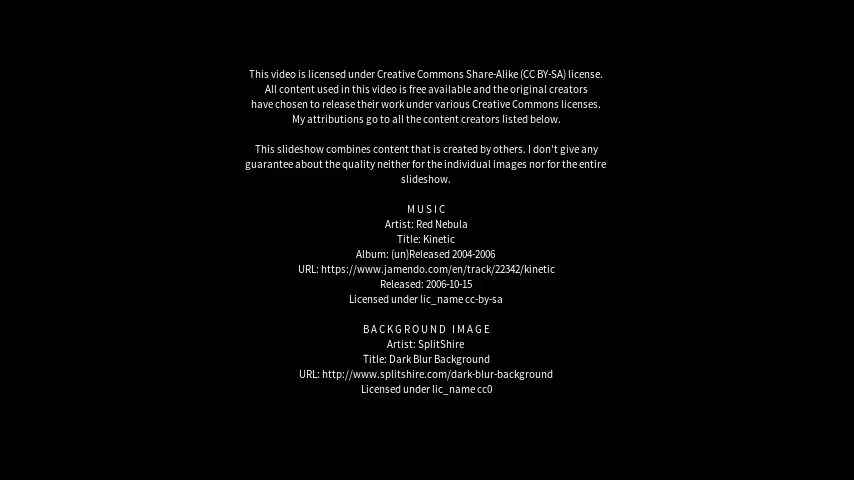 This video is licensed under Creative Commons Share-Alike (CC BY-SA) license.
All content used in this video is free available and the original creators
have chosen to release their work under various Creative Commons licenses.
My attributions go to all the content creators listed below.
This slideshow combines content that is created by others. I don't give any
guarantee about the quality neither for the individual images nor for the entire
slideshow.
MUSIC
Artist: Red Nebula
Title: Kinetic
Album: (un)Released 2004-2006
URL: https://www.jamendo.com/en/track/22342/kinetic
Released: 2006-10-15
Licensed under lic_name cc-by-sa
BACKGROUND IMAGE
Artist: SplitShire
Title: Dark Blur Background
URL: http://www.splitshire.com/dark-blur-background
Licensed under lic_name cc0